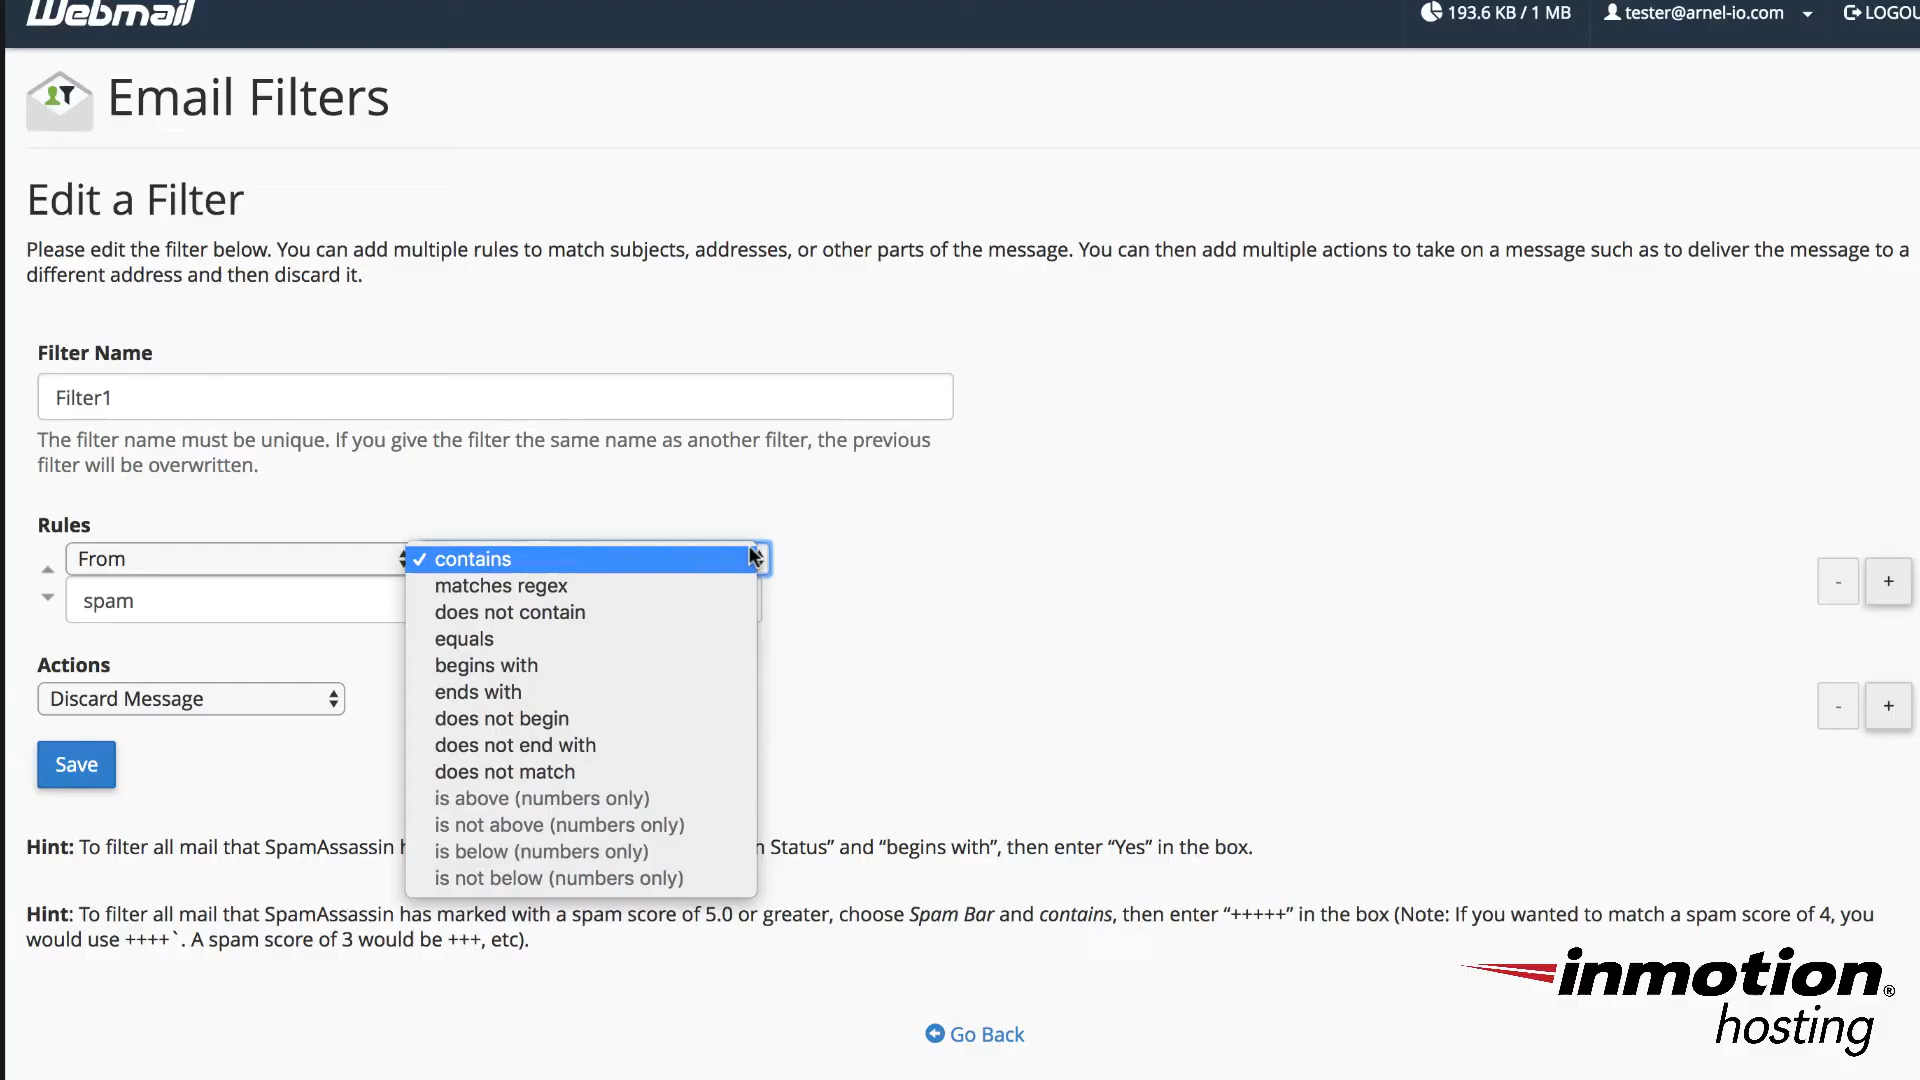 Webmail
193.6 KB / 1 MB
tester@arnel-io.com
LOGOU
Email Filters
Edit a Filter
Please edit the filter below. You can add multiple rules to match subjects, addresses, or other parts of the message. You can then add multiple actions to take on a message such as to deliver the message to a
different address and then discard it.
Filter Name
Filter1
The filter name must be unique. If you give the filter the same name as another filter, the previous
filter will be overwritten.
Rules
From
✓ contains
matches regex
does not contain
equals
begins with
ends with
does not begin
does not end with
does not match
is above (numbers only)
is not above (numbers only)
is below (numbers only)
is not below (numbers only)
spam
- +
Actions
Discard Message
- +
Save
Hint: To filter all mail that SpamAssassin h
n Status” and “begins with”, then enter “Yes” in the box.
Hint: To filter all mail that SpamAssassin has marked with a spam score of 5.0 or greater, choose Spam Bar and contains, then enter “+++++” in the box (Note: If you wanted to match a spam score of 4, you
would use ++++`. A spam score of 3 would be +++, etc).
Go Back
inmotion®
hosting